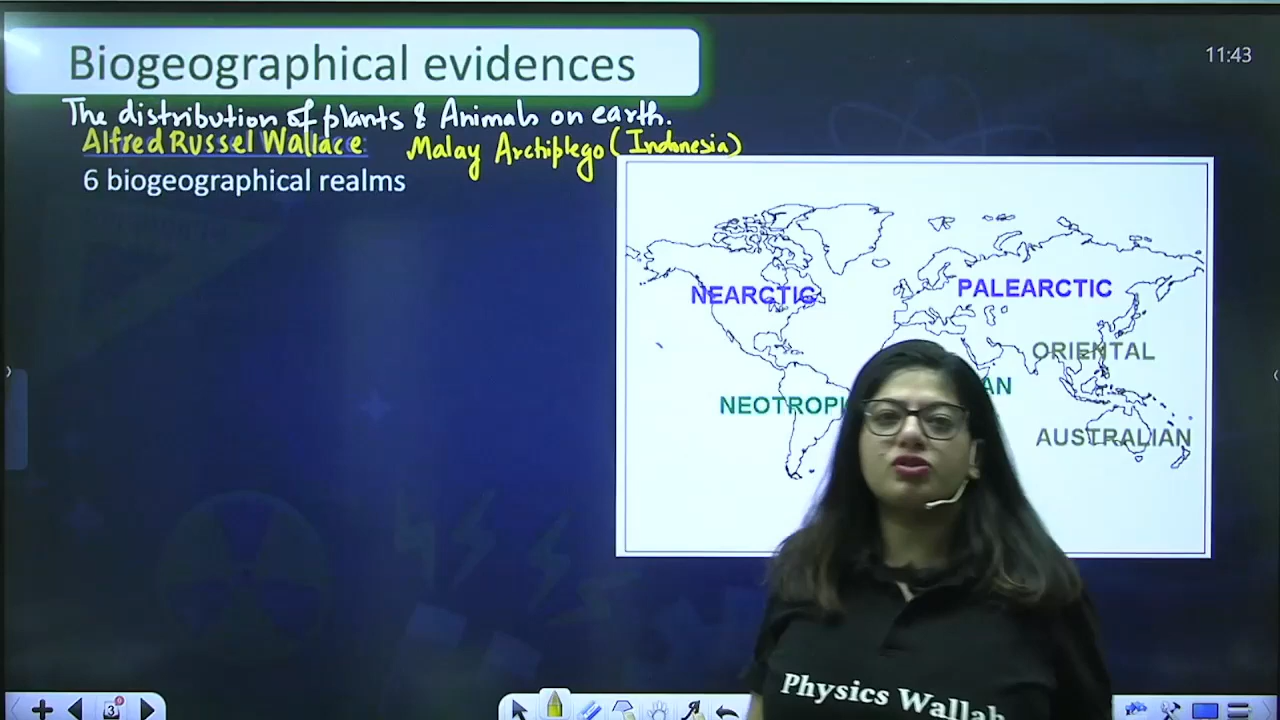 Biogeographical evidences
11:43
The distribution of plants & Animals on earth.
Alfred Russel Wallace Malay Archiplego (Indonesia)
6 biogeographical realms
NEARCTIC PALEARCTIC
ORIENTAL
AN
NEOTROPI
AUSTRALIAN
Physics Wallah
3